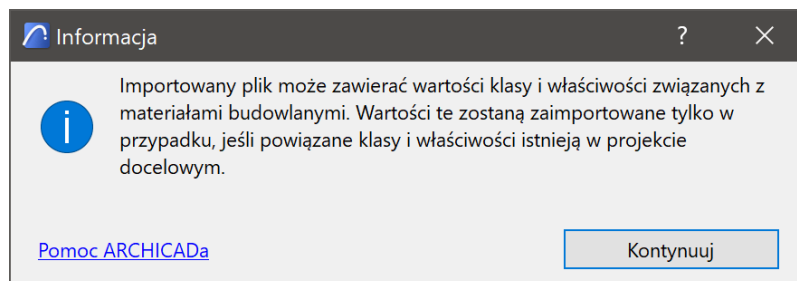 Informacja
?
Importowany plik może zawierać wartości klasy i właściwości związanych z
materiałami budowlanymi. Wartości te zostaną zaimportowane tylko w
przypadku, jeśli powiązane klasy i właściwości istnieją w projekcie
docelowym.
Pomoc ARCHICADa
Kontynuuj